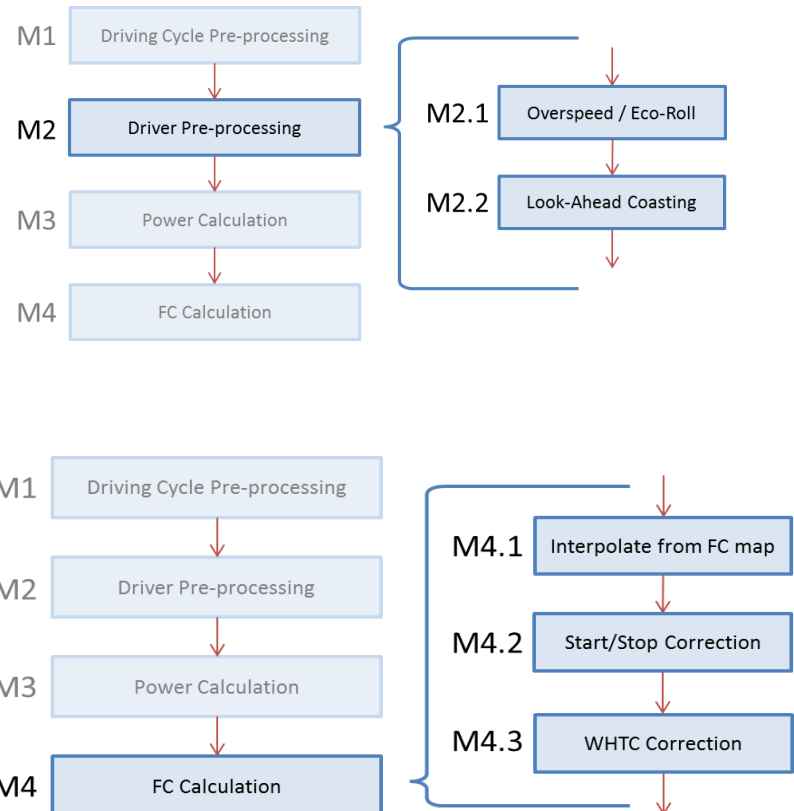 M1 Driving Cycle Pre-processing
M2 Driver Pre-processing
M3 Power Calculation
M4 FC Calculation
M2.1 Overspeed / Eco-Roll
M2.2 Look-Ahead Coasting
M1 Driving Cycle Pre-processing
M2 Driver Pre-processing
M3 Power Calculation
M4 FC Calculation
M4.1 Interpolate from FC map
M4.2 Start/Stop Correction
M4.3 WHTC Correction